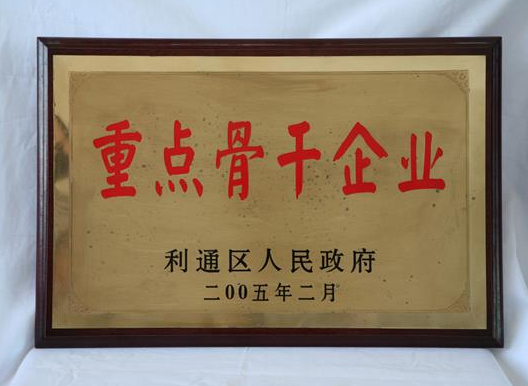 重点骨干企业
利通区人民政府
二00五年二月